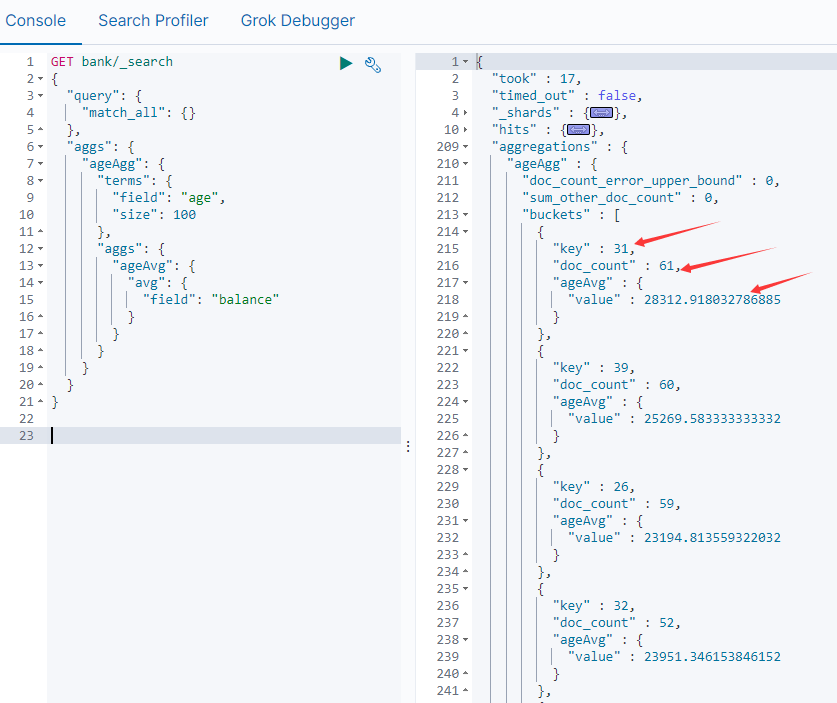 Console Search Profiler Grok Debugger
1 GET bank/_search
2 {
3 "query": {
4 "match_all": {}
5 },
6 "aggs": {
7 "ageAgg": {
8 "terms": {
9 "field": "age",
10 "size": 100
11 },
12 "aggs": {
13 "ageAvg": {
14 "avg": {
15 "field": "balance"
16 }
17 }
18 }
19 }
20 }
21 }
22
23
1 {
2 "took" : 17,
3 "timed_out" : false,
4 "_shards" : {},
10 "hits" : {},
209 "aggregations" : {
210 "ageAgg" : {
211 "doc_count_error_upper_bound" : 0,
212 "sum_other_doc_count" : 0,
213 "buckets" : [
214 {
215 "key" : 31,
216 "doc_count" : 61,
217 "ageAvg" : {
218 "value" : 28312.918032786885
219 }
220 },
221 {
222 "key" : 39,
223 "doc_count" : 60,
224 "ageAvg" : {
225 "value" : 25269.583333333332
226 }
227 },
228 {
229 "key" : 26,
230 "doc_count" : 59,
231 "ageAvg" : {
232 "value" : 23194.813559322032
233 }
234 },
235 {
236 "key" : 32,
237 "doc_count" : 52,
238 "ageAvg" : {
239 "value" : 23951.346153846152
240 }
241 },